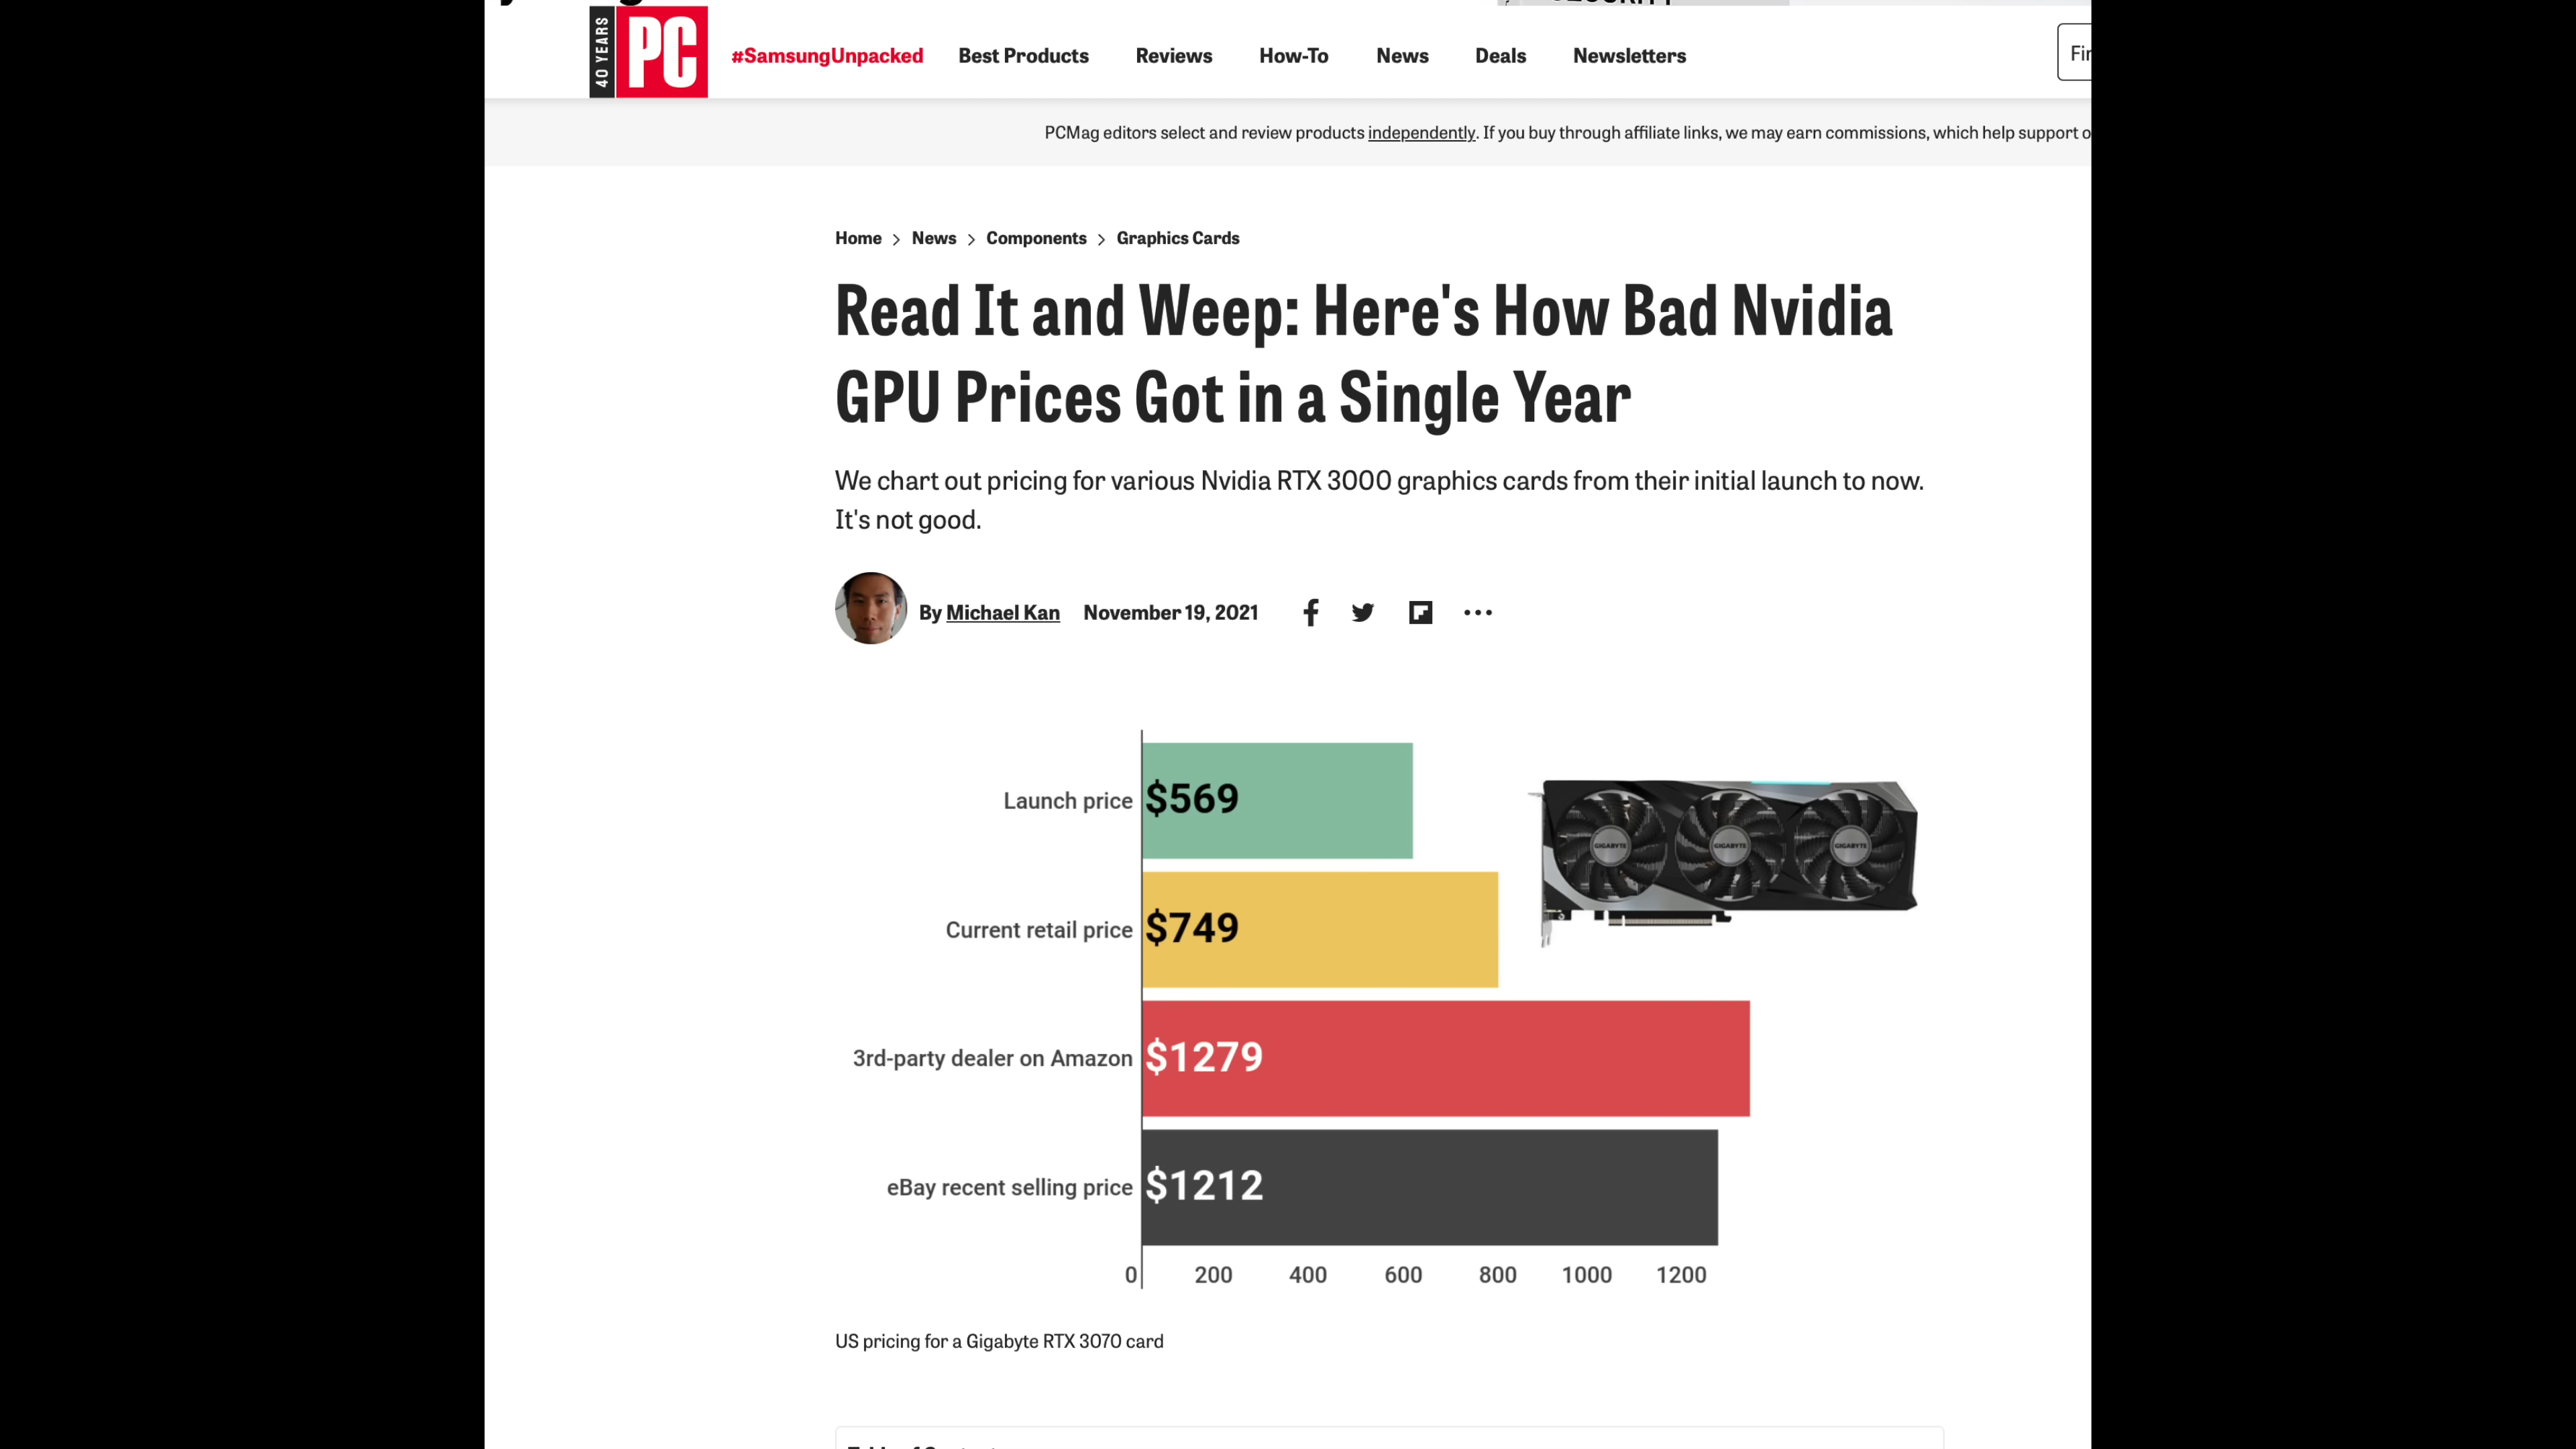 40 YEARS
PC
#SamsungUnpacked
Best Products
Reviews
How-To
News
Deals
Newsletters
PCMag editors select and review products independently. If you buy through affiliate links, we may earn commissions, which help support
Home > News > Components > Graphics Cards
Read It and Weep: Here's How Bad Nvidia
GPU Prices Got in a Single Year
We chart out pricing for various Nvidia RTX 3000 graphics cards from their initial launch to now.
It's not good.
By Michael Kan November 19, 2021
Launch price $569
GIGABYTE GIGABYTE GIGABYTE
Current retail price $749
3rd-party dealer on Amazon $1279
eBay recent selling price $1212
0 200 400 600 800 1000 1200
US pricing for a Gigabyte RTX 3070 card